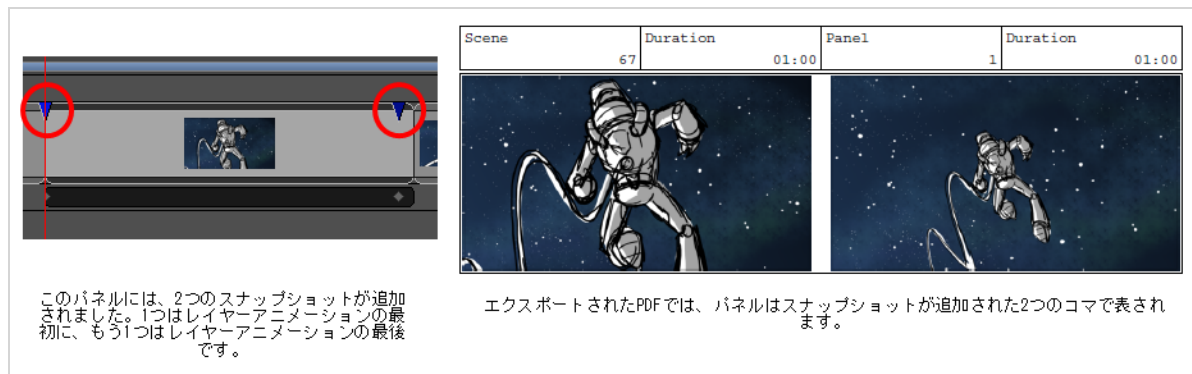 Scene Duration Panel Duration
67 01:00 1 01:00
このパネルには、2つのスナップショットが追加
されました。1つはレイヤーアニメーションの最
初に、もう1つはレイヤーアニメーションの最後
です。
エクスポートされたPDFでは、パネルはスナップショットが追加された2つのコマで表され
ます。